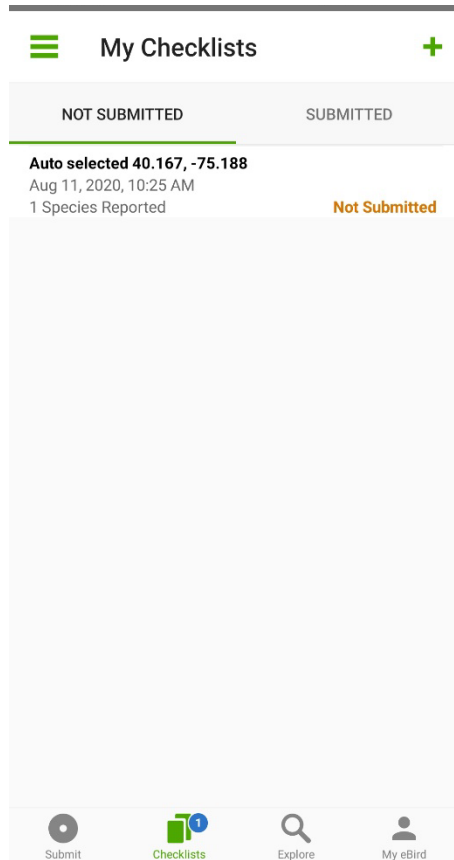 My Checklists
NOT SUBMITTED
SUBMITTED
Auto selected 40.167, -75.188
Aug 11, 2020, 10:25 AM
1 Species Reported
Not Submitted
1
Submit
Checklists
Explore
My eBird